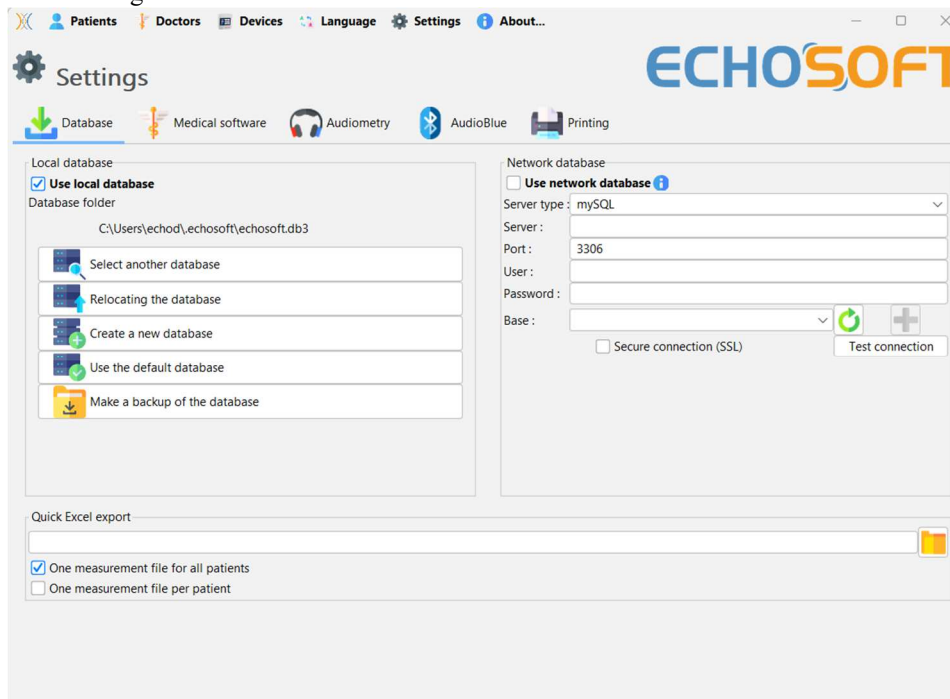 Patients Doctors Devices Language Settings About...
Settings
ECHOSOFT
Database Medical software Audiometry AudioBlue Printing
Local database
Use local database
Database folder
C:\Users\echod\.echosoft\echosoft.db3
Select another database
Relocating the database
Create a new database
Use the default database
Make a backup of the database
Network database
Use network database
Server type : mySQL
Server :
Port : 3306
User :
Password :
Base :
Secure connection (SSL) Test connection
Quick Excel export
One measurement file for all patients
One measurement file per patient